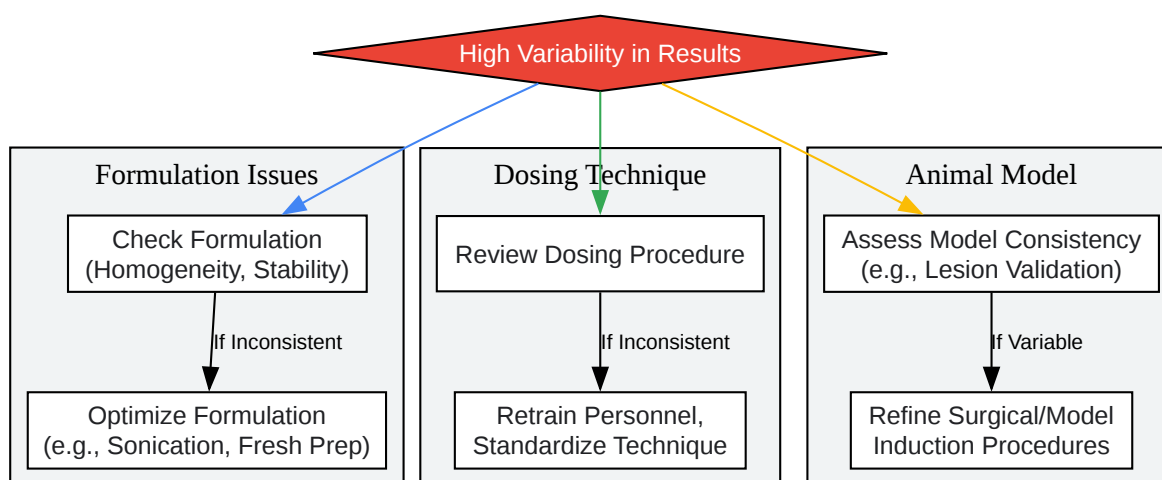 High Variability in Results
Formulation Issues
Check Formulation
(Homogeneity, Stability)
If Inconsistent
Optimize Formulation
(e.g., Sonication, Fresh Prep)
Dosing Technique
Review Dosing Procedure
If Inconsistent
Retrain Personnel,
Standardize Technique
Animal Model
Assess Model Consistency
(e.g., Lesion Validation)
If Variable
Refine Surgical/Model
Induction Procedures